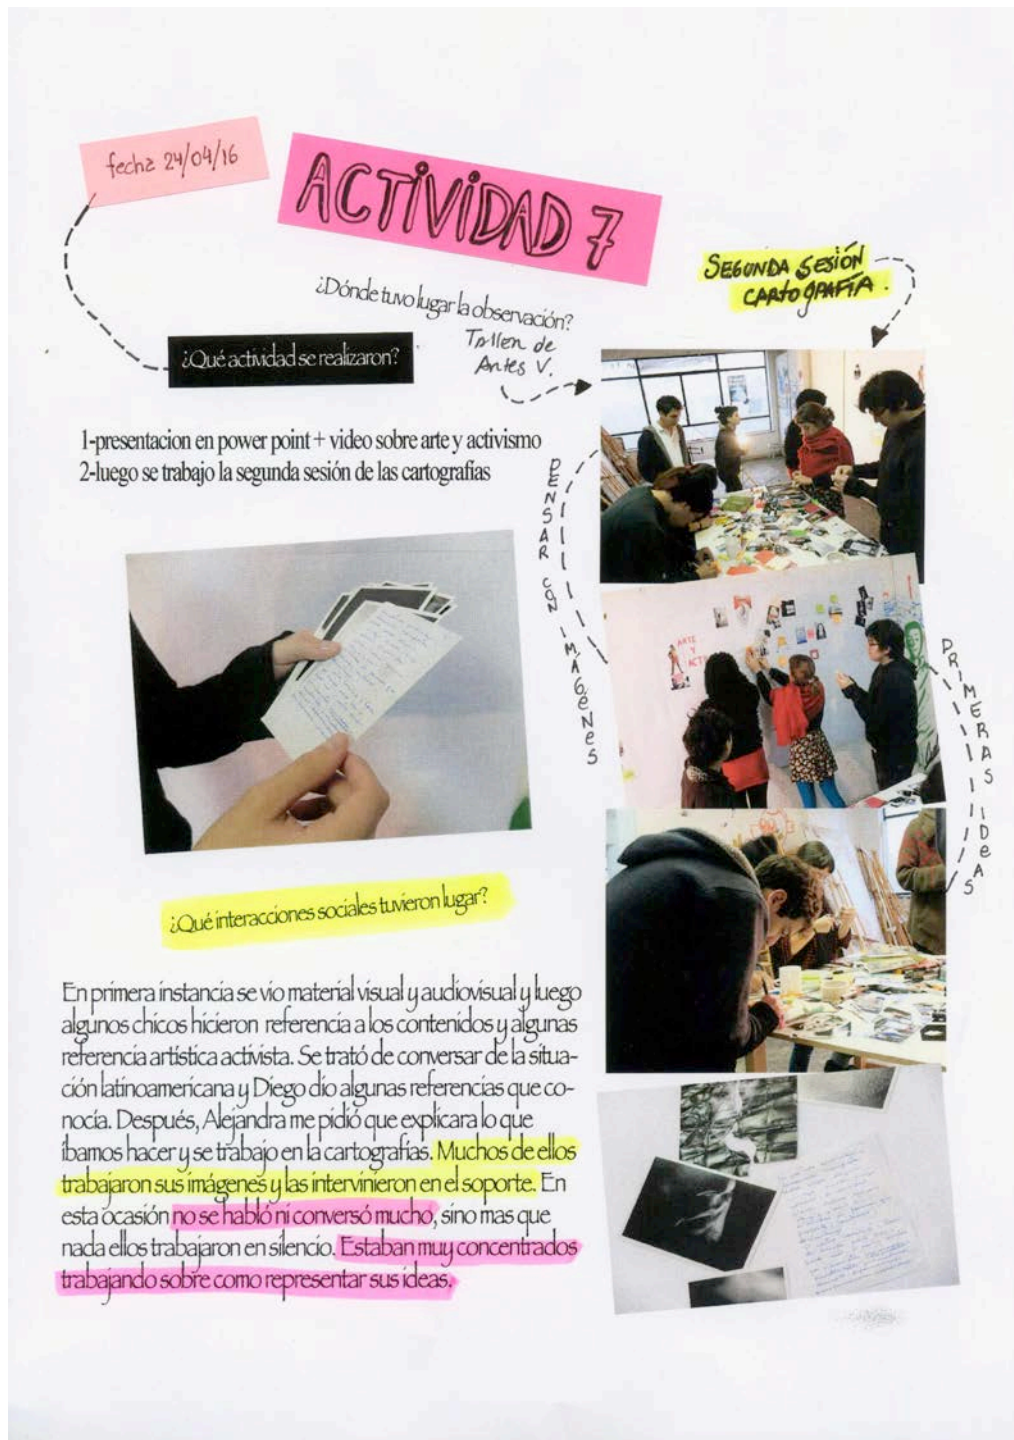 fecha 24/04/16
ACTIVIDAD 7
SEGUNDA SESIÓN
CARTOGRAFÍA.
¿Dónde tuvo lugar la observación?
Taller de
Artes V.
¿Qué actividad se realizaron?
1-presentacion en power point + video sobre arte y activismo
2-luego se trabajo la segunda sesión de las cartografías
PENSAR CON IMÁGENES
ARTE
Y
PRIMERAS IDEAS
¿Qué interacciones sociales tuvieron lugar?
En primera instancia se vio material visual y audiovisual y luego
algunos chicos hicieron referencia a los contenidos y algunas
referencia artística activista. Se trató de conversar de la situa-
ción latinoamericana y Diego dio algunas referencias que co-
nocía. Después, Alejandra me pidió que explicara lo que
íbamos hacer y se trabajo en la cartografías. Muchos de ellos
trabajaron sus imágenes y las intervinieron en el soporte. En
esta ocasión no se habló ni conversó mucho, sino mas que
nada ellos trabajaron en silencio. Estaban muy concentrados
trabajando sobre como representar sus ideas.